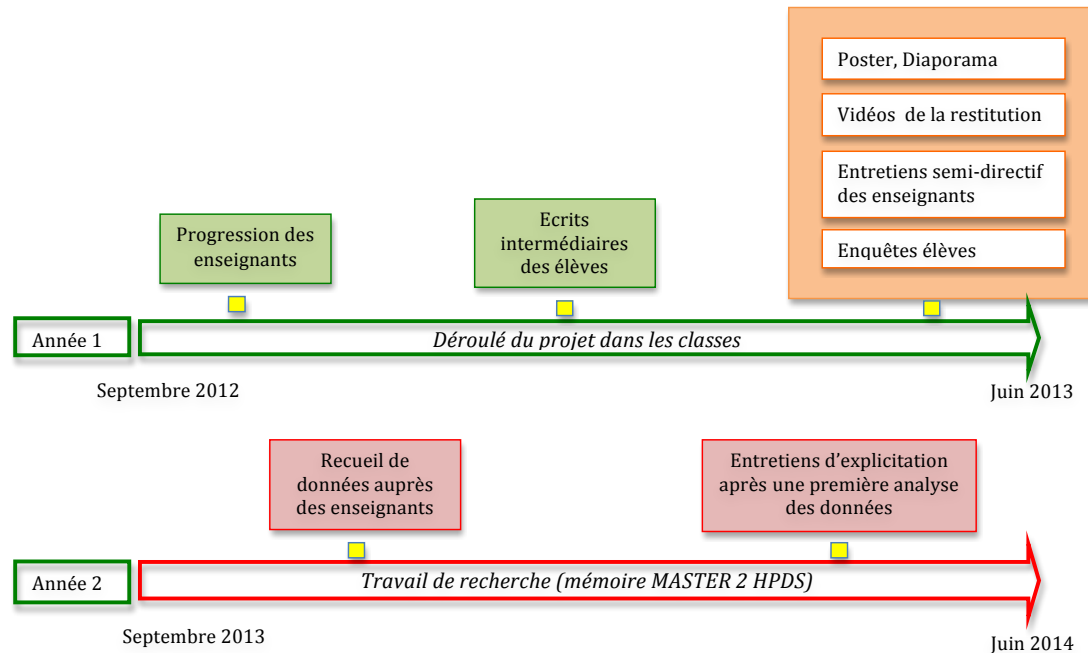 Poster, Diaporama
Vidéos de la restitution
Entretiens semi-directif
des enseignants
Enquêtes élèves
Progression des
enseignants
Ecrits
intermédiaires
des élèves
Année 1
Déroulé du projet dans les classes
Septembre 2012
Juin 2013
Recueil de
données auprès
des enseignants
Entretiens d’explicitation
après une première analyse
des données
Année 2
Travail de recherche (mémoire MASTER 2 HPDS)
Septembre 2013
Juin 2014